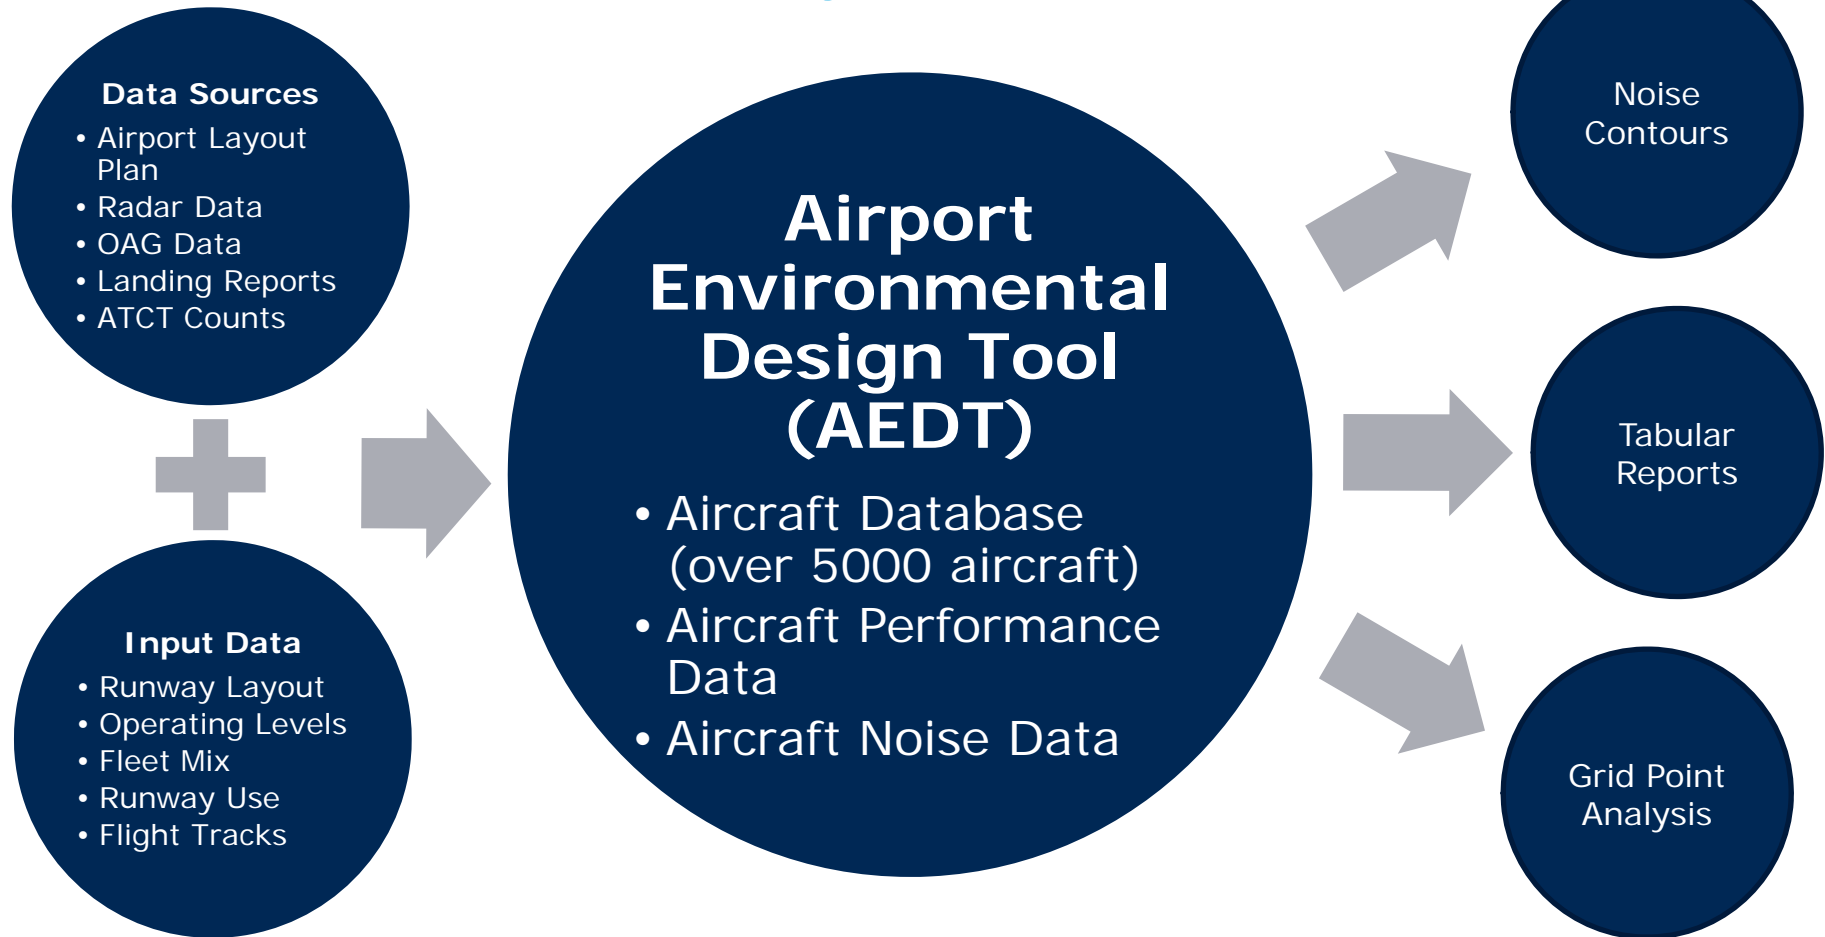 Data Sources
• Airport Layout
Plan
• Radar Data
• OAG Data
• Landing Reports
• ATCT Counts
Input Data
• Runway Layout
• Operating Levels
• Fleet Mix
• Runway Use
• Flight Tracks
Airport
Environmental
Design Tool
(AEDT)
• Aircraft Database
(over 5000 aircraft)
• Aircraft Performance
Data
• Aircraft Noise Data
Noise
Contours
Tabular
Reports
Grid Point
Analysis